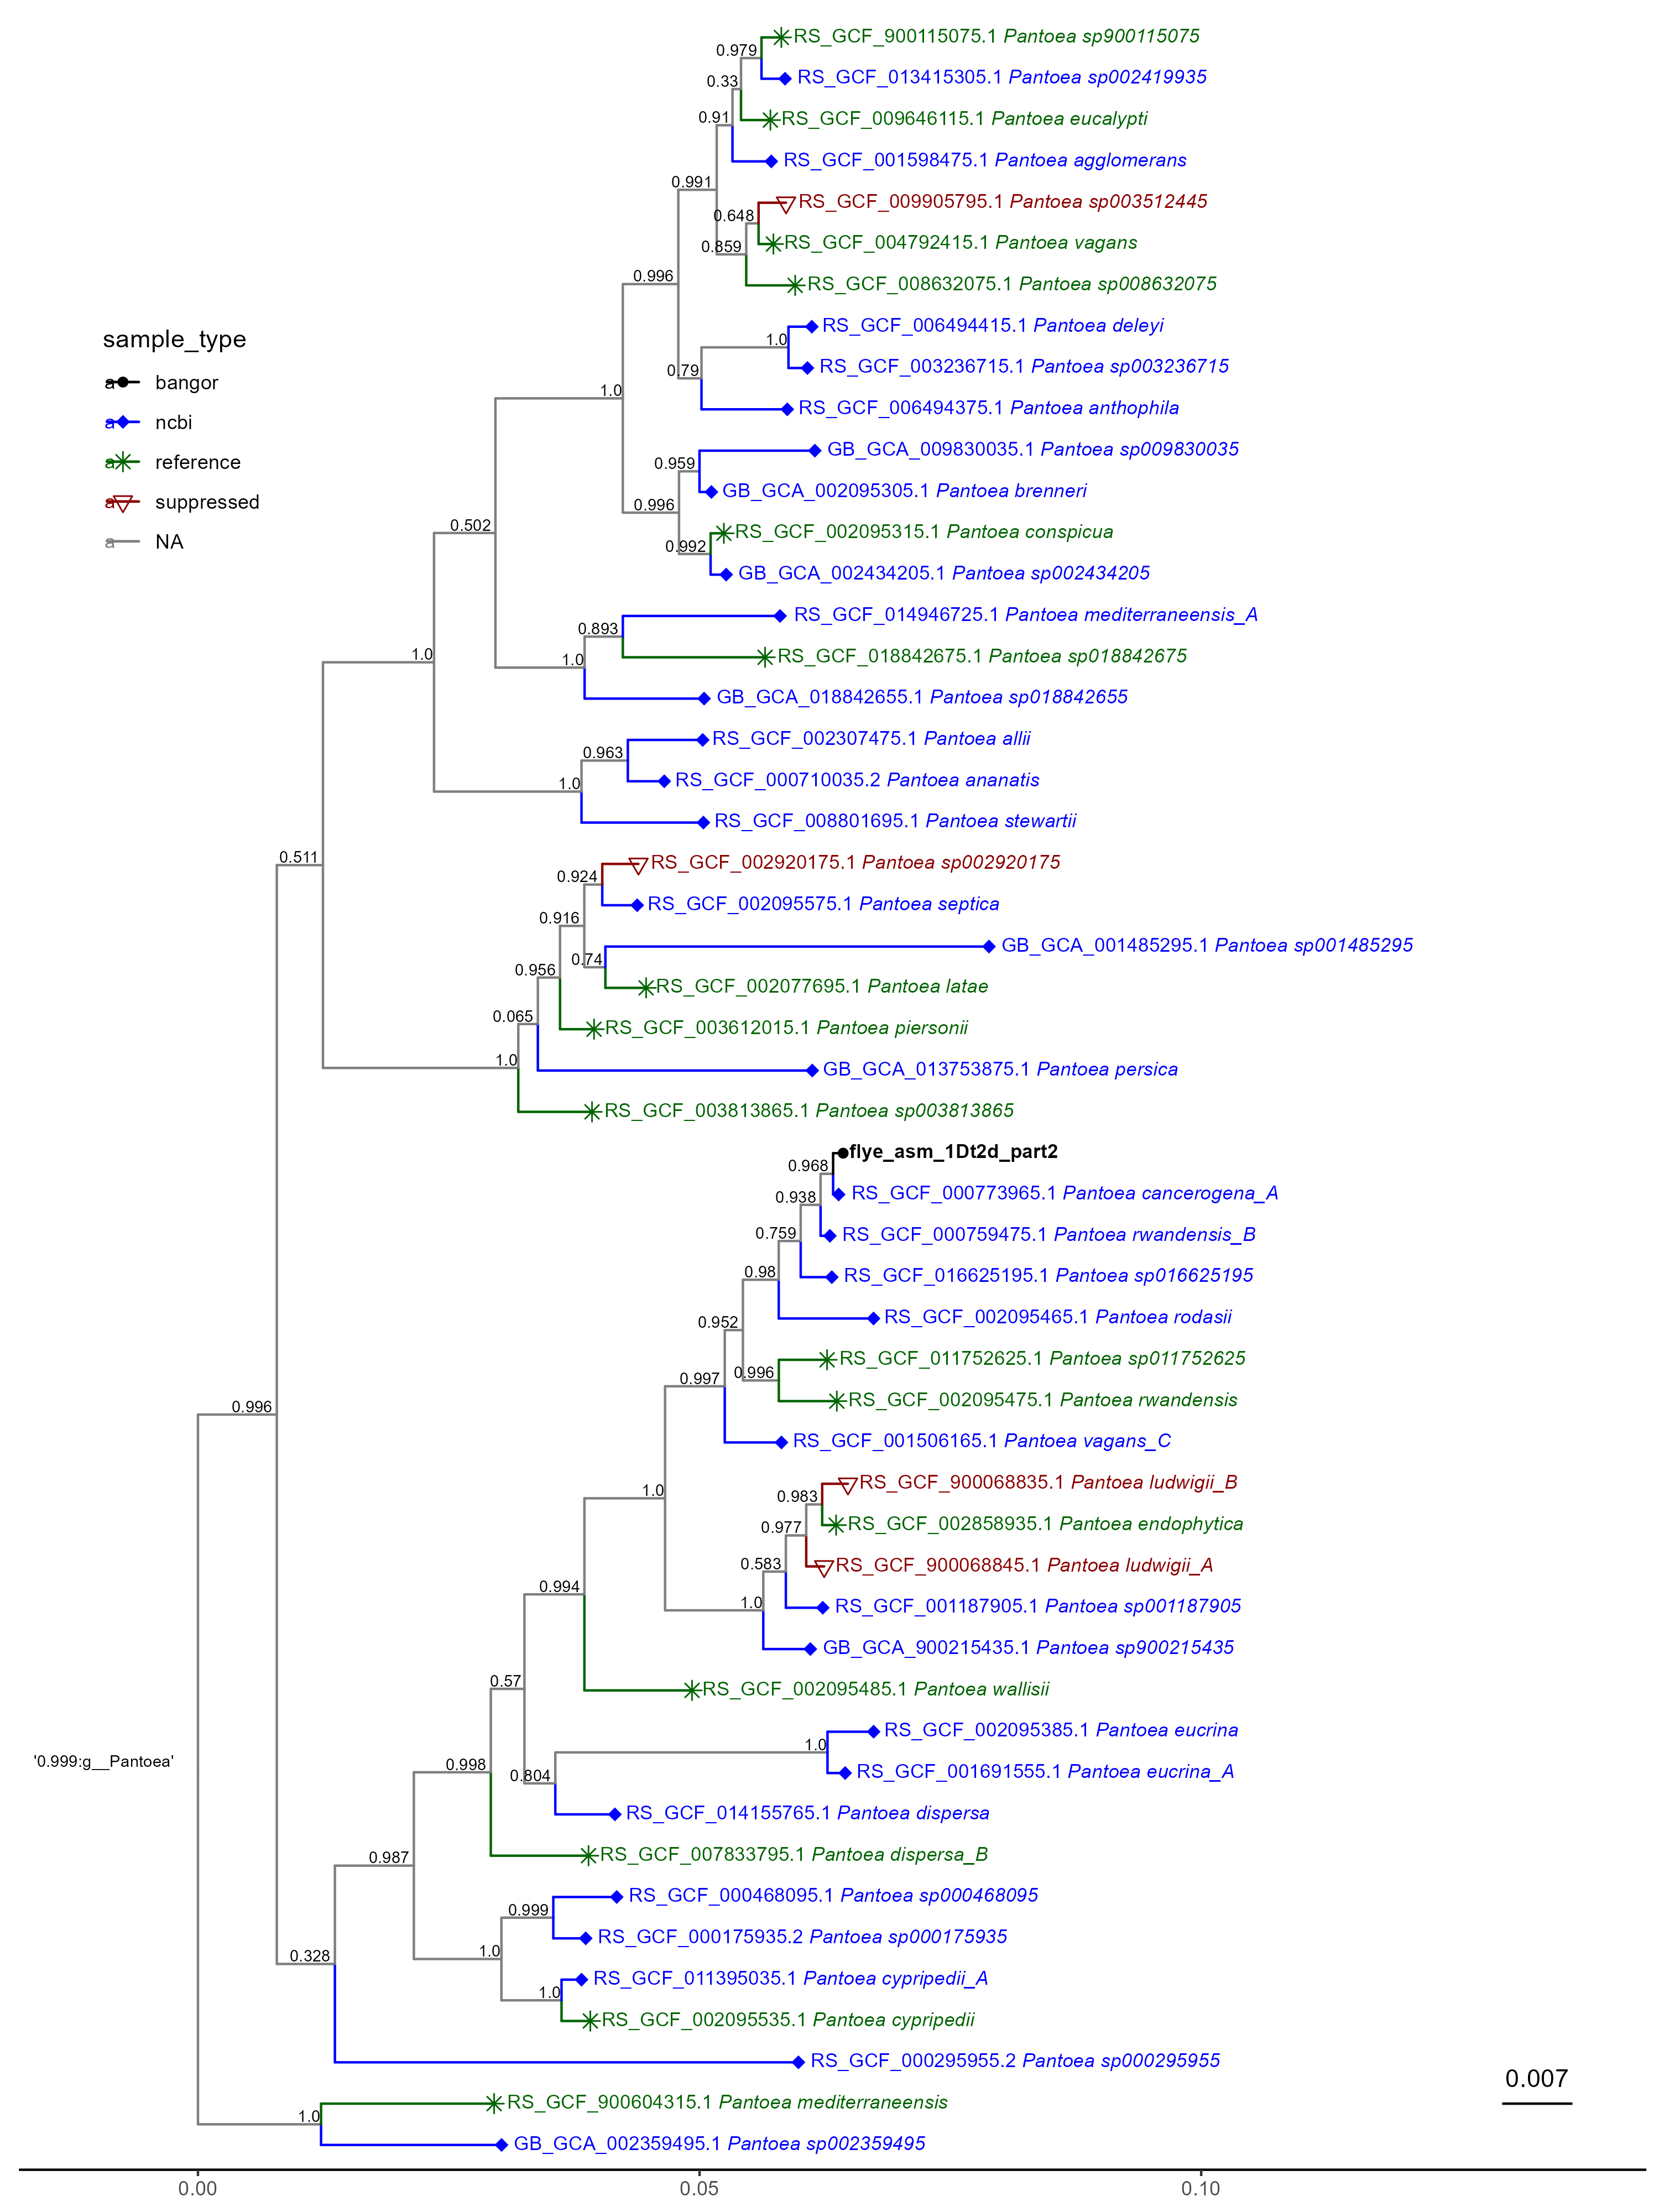 RS_GCF_900115075.1 Pantoea sp900115075
0.979
RS_GCF_013415305.1 Pantoea sp002419935
0.33
RS_GCF_009646115.1 Pantoea eucalypti
0.91
RS_GCF_001598475.1 Pantoea agglomerans
0.991
RS_GCF_009905795.1 Pantoea sp003512445
0.648
RS_GCF_004792415.1 Pantoea vagans
0.859
0.996
RS_GCF_008632075.1 Pantoea sp008632075
RS_GCF_006494415.1 Pantoea deleyi
sample_type
1.0
RS_GCF_003236715.1 Pantoea sp003236715
0.79
a bangor
1.0
RS_GCF_006494375.1 Pantoea anthophila
a ncbi
GB_GCA_009830035.1 Pantoea sp009830035
a reference
0.959
GB_GCA_002095305.1 Pantoea brenneri
a suppressed
0.996
0.502
RS_GCF_002095315.1 Pantoea conspicua
a NA
0.992
GB_GCA_002434205.1 Pantoea sp002434205
RS_GCF_014946725.1 Pantoea mediterraneensis_A
0.893
1.0
RS_GCF_018842675.1 Pantoea sp018842675
1.0
GB_GCA_018842655.1 Pantoea sp018842655
RS_GCF_002307475.1 Pantoea allii
0.963
RS_GCF_000710035.2 Pantoea ananatis
1.0
RS_GCF_008801695.1 Pantoea stewartii
0.511
RS_GCF_002920175.1 Pantoea sp002920175
0.924
RS_GCF_002095575.1 Pantoea septica
0.916
GB_GCA_001485295.1 Pantoea sp001485295
0.74
0.956
RS_GCF_002077695.1 Pantoea latae
0.065
RS_GCF_003612015.1 Pantoea piersonii
1.0
GB_GCA_013753875.1 Pantoea persica
RS_GCF_003813865.1 Pantoea sp003813865
flye_asm_1Dt2d_part2
0.968
RS_GCF_000773965.1 Pantoea cancerogena_A
0.938
RS_GCF_000759475.1 Pantoea rwandensis_B
0.759
RS_GCF_016625195.1 Pantoea sp016625195
0.98
RS_GCF_002095465.1 Pantoea rodasii
0.952
RS_GCF_011752625.1 Pantoea sp011752625
0.996
0.997
RS_GCF_002095475.1 Pantoea rwandensis
0.996
RS_GCF_001506165.1 Pantoea vagans_C
RS_GCF_900068835.1 Pantoea ludwigii_B
1.0
0.983
RS_GCF_002858935.1 Pantoea endophytica
0.977
RS_GCF_900068845.1 Pantoea ludwigii_A
0.583
0.994
1.0
RS_GCF_001187905.1 Pantoea sp001187905
GB_GCA_900215435.1 Pantoea sp900215435
0.57
RS_GCF_002095485.1 Pantoea wallisii
RS_GCF_002095385.1 Pantoea eucrina
1.0
'0.999:g__Pantoea'
0.998
0.804
RS_GCF_001691555.1 Pantoea eucrina_A
RS_GCF_014155765.1 Pantoea dispersa
0.987
RS_GCF_007833795.1 Pantoea dispersa_B
RS_GCF_000468095.1 Pantoea sp000468095
0.999
RS_GCF_000175935.2 Pantoea sp000175935
1.0
0.328
RS_GCF_011395035.1 Pantoea cypripedii_A
1.0
RS_GCF_002095535.1 Pantoea cypripedii
RS_GCF_000295955.2 Pantoea sp000295955
0.007
RS_GCF_900604315.1 Pantoea mediterraneensis
1.0
GB_GCA_002359495.1 Pantoea sp002359495
0.00 0.05 0.10